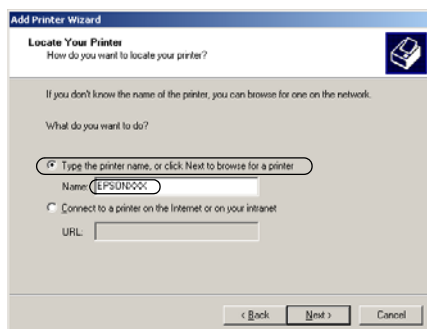 Add Printer Wizard
Locate Your Printer
How do you want to locate your printer?
If you don't know the name of the printer, you can browse for one on the network.
What do you want to do?
Type the printer name, or click Next to browse for a printer
Name: EPSONXXX
Connect to a printer on the Internet or on your intranet
URL:
< Back Next > Cancel